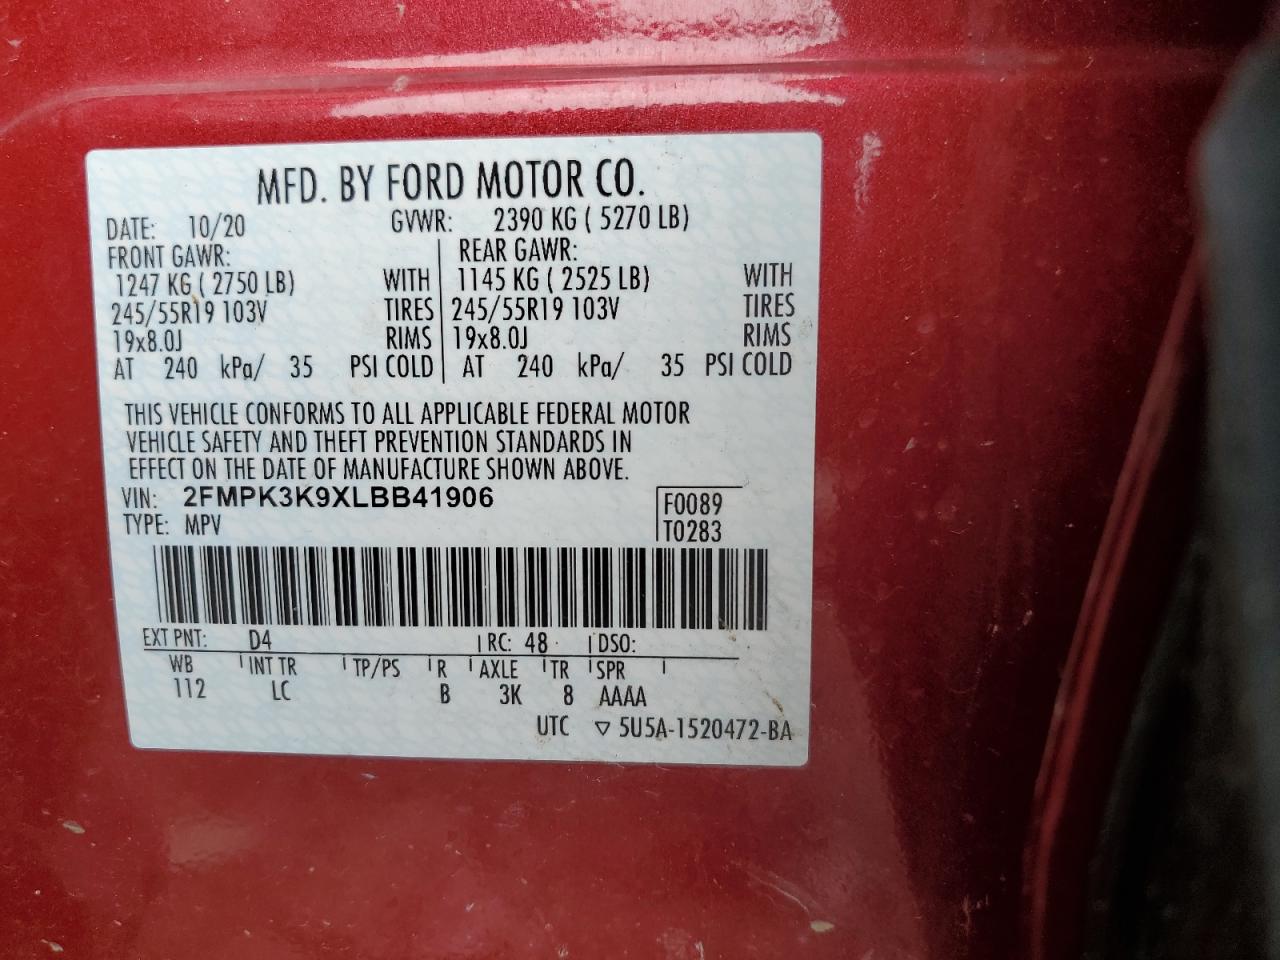 MFD. BY FORD MOTOR CO.
DATE: 10/20 GVWR: 2390 KG ( 5270 LB)
FRONT GAWR: REAR GAWR:
1247 KG ( 2750 LB) WITH 1145 KG ( 2525 LB) WITH
245/55R19 103V TIRES 245/55R19 103V TIRES
19x8.0J RIMS 19x8.0J RIMS
AT 240 kPa/ 35 PSI COLD AT 240 kPa/ 35 PSI COLD
THIS VEHICLE CONFORMS TO ALL APPLICABLE FEDERAL MOTOR
VEHICLE SAFETY AND THEFT PREVENTION STANDARDS IN
EFFECT ON THE DATE OF MANUFACTURE SHOWN ABOVE.
VIN: 2FMPK3K9XLBB41906 F0089
TYPE: MPV T0283
EXT PNT: D4 RC: 48 DSO:
WB INT TR TP/PS R AXLE TR SPR
112 LC B 3K 8 AAAA
UTC ▽ 5U5A-1520472-BA